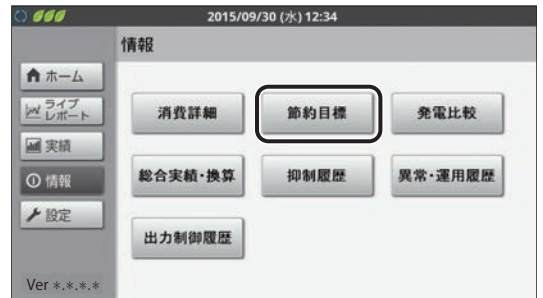 2015/09/30 (水) 12:34
情報
ホーム
ライブ
レポート
実績
情報
設定
Ver *.*.*.*
消費詳細 節約目標 発電比較
総合実績・換算 抑制履歴 異常・運用履歴
出力制御履歴